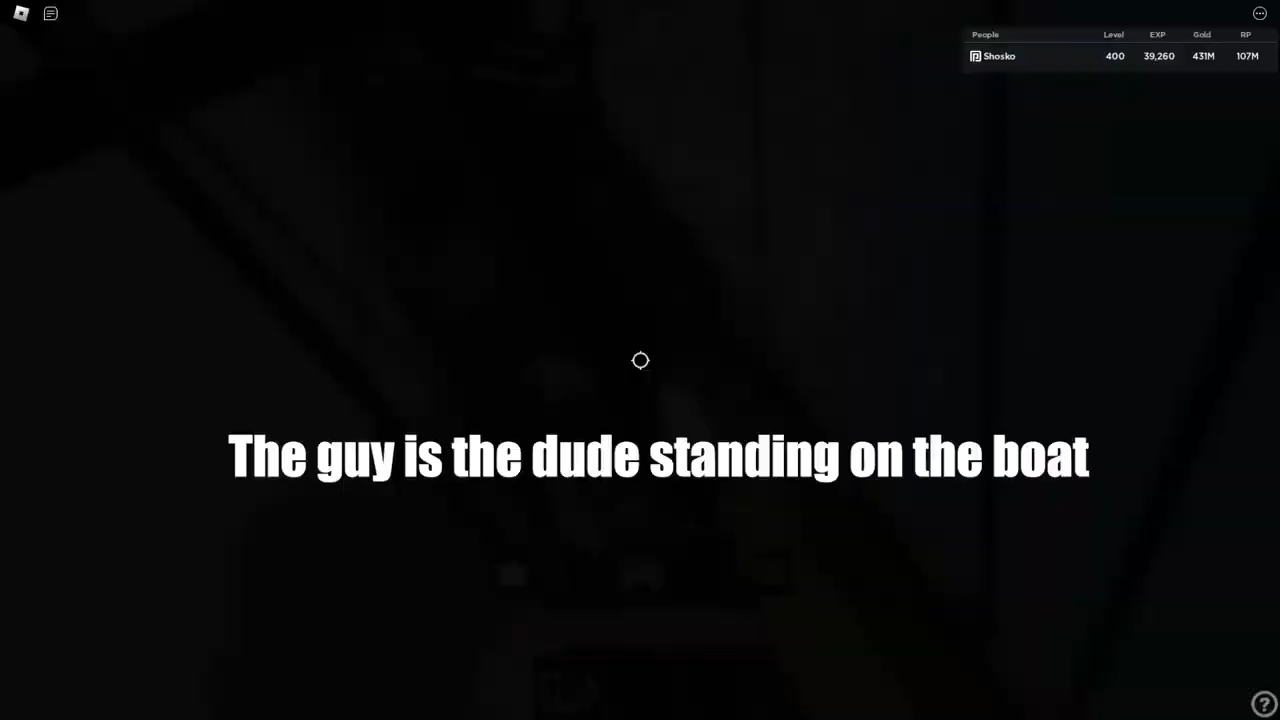 People Level EXP Gold RP
Shosko 400 39,260 431M 107M
The guy is the dude standing on the boat
?